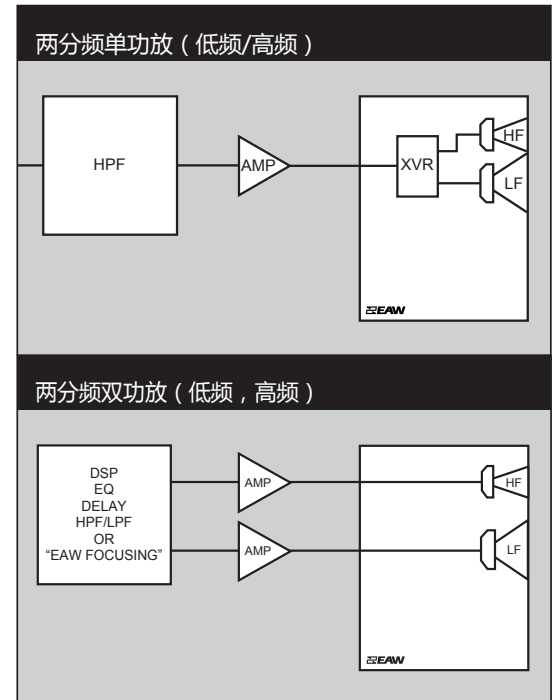 两分频单功放（低频/高频）
HPF
AMP
XVR
HF
LF
EAW
两分频双功放（低频，高频）
DSP
EQ
DELAY
HPF/LPF
OR
“EAW FOCUSING”
AMP
AMP
HF
LF
EAW